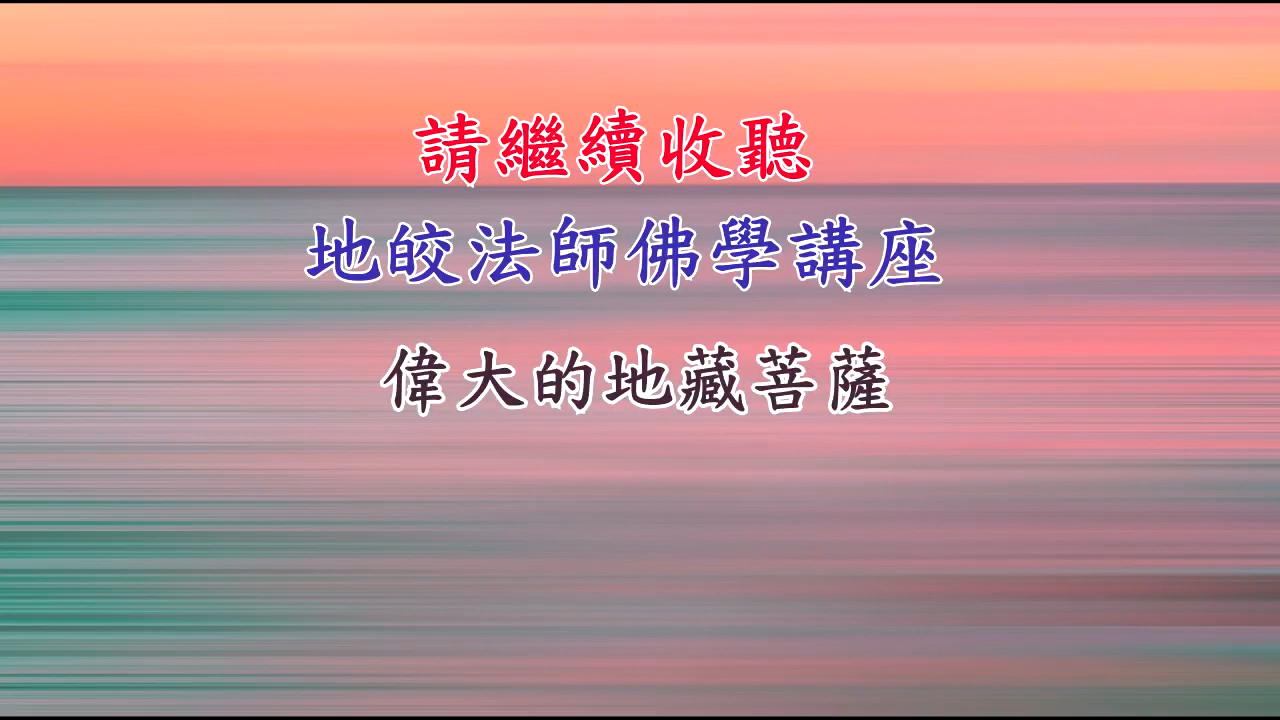 請繼續收聽
地皎法師佛學講座
偉大的地藏菩薩